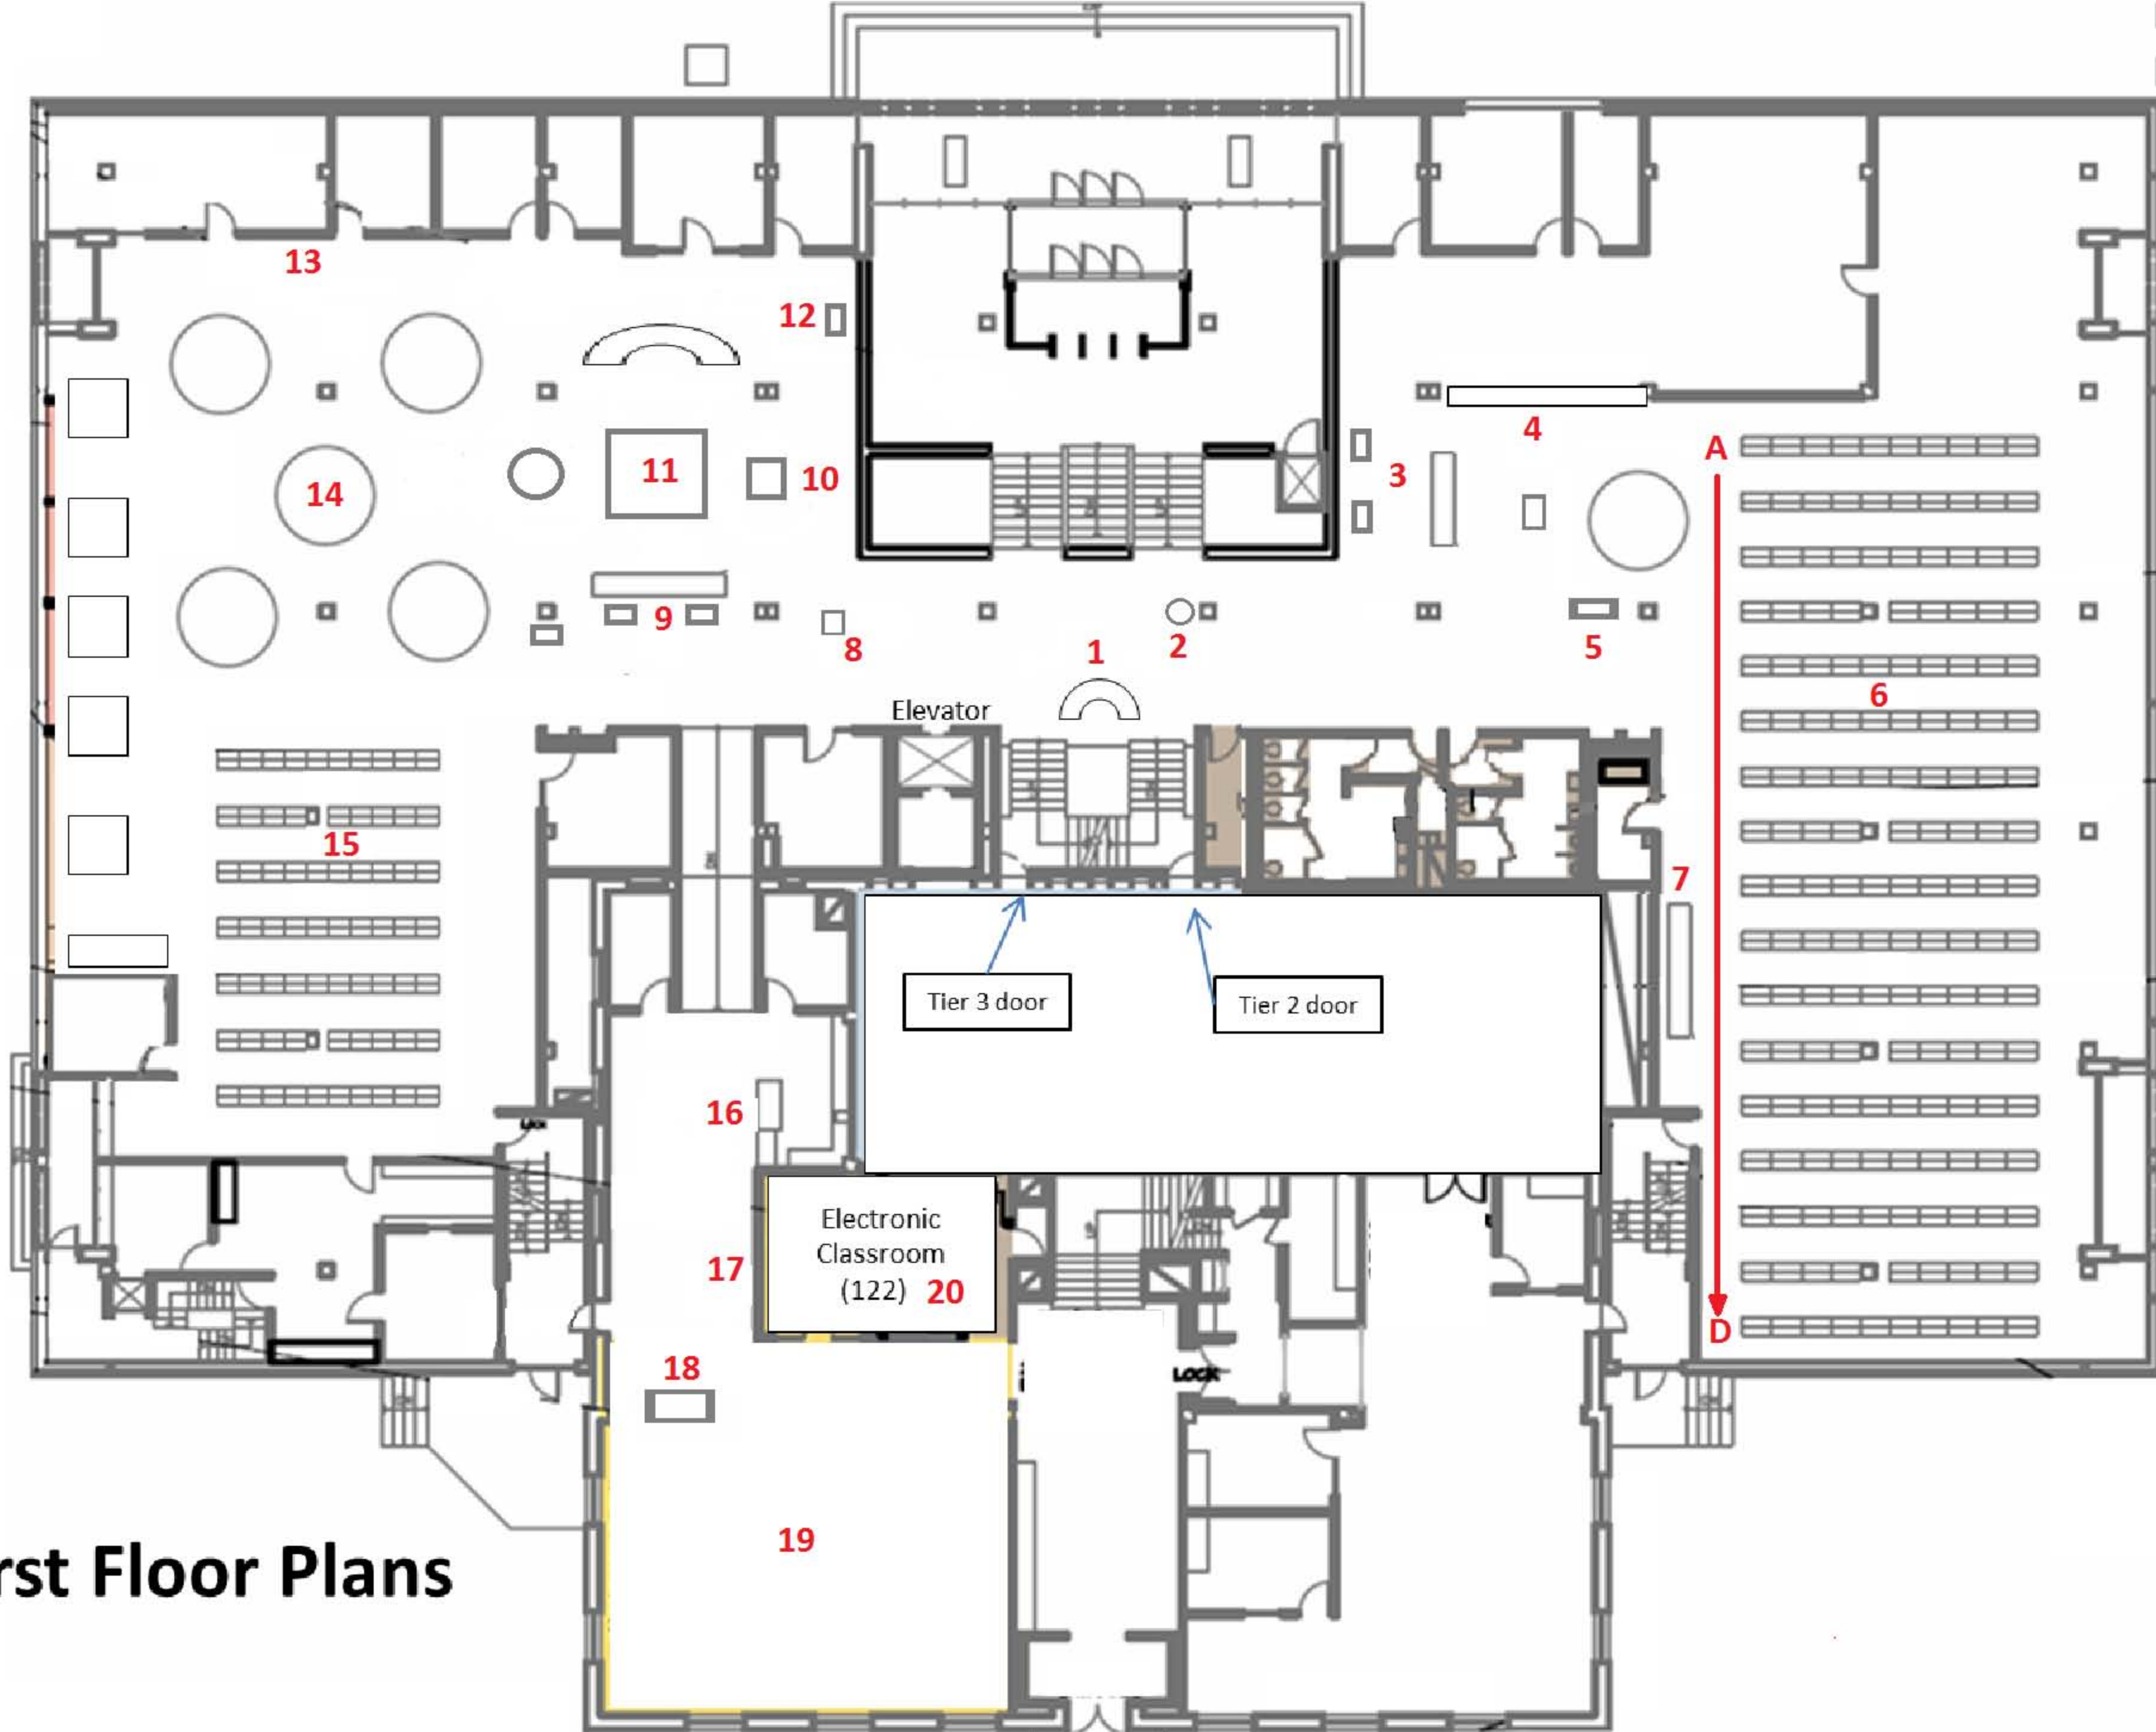 13
12
4
A
3
11
10
14
9
8
1
2
5
6
Elevator
15
7
Tier 3 door
Tier 2 door
16
Electronic
Classroom
(122) 20
17
D
18
LOCK
19
rst Floor Plans